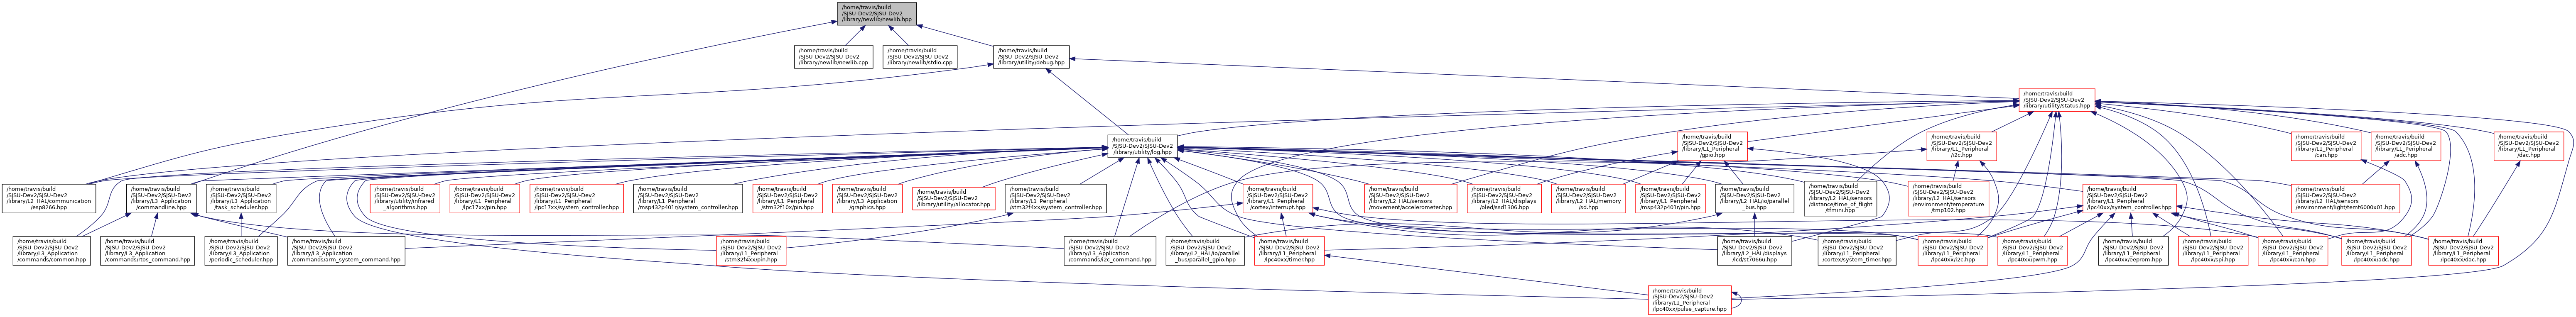 /home/travis/build
/SJSU-Dev2/SJSU-Dev2
/library/newlib/newlib.hpp
/home/travis/build
/SJSU-Dev2/SJSU-Dev2
/library/newlib/newlib.cpp
/home/travis/build
/SJSU-Dev2/SJSU-Dev2
/library/newlib/stdio.cpp
/home/travis/build
/SJSU-Dev2/SJSU-Dev2
/library/utility/debug.hpp
/home/travis/build
/SJSU-Dev2/SJSU-Dev2
/library/utility/status.hpp
/home/travis/build
/SJSU-Dev2/SJSU-Dev2
/library/utility/log.hpp
/home/travis/build
/SJSU-Dev2/SJSU-Dev2
/library/L1_Peripheral
/gpio.hpp
/home/travis/build
/SJSU-Dev2/SJSU-Dev2
/library/L1_Peripheral
/i2c.hpp
/home/travis/build
/SJSU-Dev2/SJSU-Dev2
/library/L1_Peripheral
/can.hpp
/home/travis/build
/SJSU-Dev2/SJSU-Dev2
/library/L1_Peripheral
/adc.hpp
/home/travis/build
/SJSU-Dev2/SJSU-Dev2
/library/L1_Peripheral
/dac.hpp
/home/travis/build
/SJSU-Dev2/SJSU-Dev2
/library/L2_HAL/communication
/esp8266.hpp
/home/travis/build
/SJSU-Dev2/SJSU-Dev2
/library/L3_Application
/commandline.hpp
/home/travis/build
/SJSU-Dev2/SJSU-Dev2
/library/L3_Application
/task_scheduler.hpp
/home/travis/build
/SJSU-Dev2/SJSU-Dev2
/library/utility/infrared
_algorithms.hpp
/home/travis/build
/SJSU-Dev2/SJSU-Dev2
/library/L1_Peripheral
/lpc17xx/pin.hpp
/home/travis/build
/SJSU-Dev2/SJSU-Dev2
/library/L1_Peripheral
/lpc17xx/system_controller.hpp
/home/travis/build
/SJSU-Dev2/SJSU-Dev2
/library/L1_Peripheral
/msp432p401r/system_controller.hpp
/home/travis/build
/SJSU-Dev2/SJSU-Dev2
/library/L1_Peripheral
/stm32f10x/pin.hpp
/home/travis/build
/SJSU-Dev2/SJSU-Dev2
/library/L3_Application
/graphics.hpp
/home/travis/build
/SJSU-Dev2/SJSU-Dev2
/library/utility/allocator.hpp
/home/travis/build
/SJSU-Dev2/SJSU-Dev2
/library/L1_Peripheral
/stm32f4xx/system_controller.hpp
/home/travis/build
/SJSU-Dev2/SJSU-Dev2
/library/L1_Peripheral
/cortex/interrupt.hpp
/home/travis/build
/SJSU-Dev2/SJSU-Dev2
/library/L2_HAL/sensors
/movement/accelerometer.hpp
/home/travis/build
/SJSU-Dev2/SJSU-Dev2
/library/L2_HAL/displays
/oled/ssd1306.hpp
/home/travis/build
/SJSU-Dev2/SJSU-Dev2
/library/L2_HAL/memory
/sd.hpp
/home/travis/build
/SJSU-Dev2/SJSU-Dev2
/library/L1_Peripheral
/msp432p401r/pin.hpp
/home/travis/build
/SJSU-Dev2/SJSU-Dev2
/library/L2_HAL/io/parallel
_bus.hpp
/home/travis/build
/SJSU-Dev2/SJSU-Dev2
/library/L2_HAL/sensors
/distance/time_of_flight
/tfmini.hpp
/home/travis/build
/SJSU-Dev2/SJSU-Dev2
/library/L2_HAL/sensors
/environment/temperature
/tmp102.hpp
/home/travis/build
/SJSU-Dev2/SJSU-Dev2
/library/L1_Peripheral
/lpc40xx/system_controller.hpp
/home/travis/build
/SJSU-Dev2/SJSU-Dev2
/library/L2_HAL/sensors
/environment/light/temt6000x01.hpp
/home/travis/build
/SJSU-Dev2/SJSU-Dev2
/library/L3_Application
/commands/common.hpp
/home/travis/build
/SJSU-Dev2/SJSU-Dev2
/library/L3_Application
/commands/rtos_command.hpp
/home/travis/build
/SJSU-Dev2/SJSU-Dev2
/library/L3_Application
/periodic_scheduler.hpp
/home/travis/build
/SJSU-Dev2/SJSU-Dev2
/library/L3_Application
/commands/arm_system_command.hpp
/home/travis/build
/SJSU-Dev2/SJSU-Dev2
/library/L1_Peripheral
/stm32f4xx/pin.hpp
/home/travis/build
/SJSU-Dev2/SJSU-Dev2
/library/L3_Application
/commands/i2c_command.hpp
/home/travis/build
/SJSU-Dev2/SJSU-Dev2
/library/L2_HAL/io/parallel
_bus/parallel_gpio.hpp
/home/travis/build
/SJSU-Dev2/SJSU-Dev2
/library/L1_Peripheral
/lpc40xx/timer.hpp
/home/travis/build
/SJSU-Dev2/SJSU-Dev2
/library/L2_HAL/displays
/lcd/st7066u.hpp
/home/travis/build
/SJSU-Dev2/SJSU-Dev2
/library/L1_Peripheral
/cortex/system_timer.hpp
/home/travis/build
/SJSU-Dev2/SJSU-Dev2
/library/L1_Peripheral
/lpc40xx/i2c.hpp
/home/travis/build
/SJSU-Dev2/SJSU-Dev2
/library/L1_Peripheral
/lpc40xx/pwm.hpp
/home/travis/build
/SJSU-Dev2/SJSU-Dev2
/library/L1_Peripheral
/lpc40xx/eeprom.hpp
/home/travis/build
/SJSU-Dev2/SJSU-Dev2
/library/L1_Peripheral
/lpc40xx/spi.hpp
/home/travis/build
/SJSU-Dev2/SJSU-Dev2
/library/L1_Peripheral
/lpc40xx/can.hpp
/home/travis/build
/SJSU-Dev2/SJSU-Dev2
/library/L1_Peripheral
/lpc40xx/adc.hpp
/home/travis/build
/SJSU-Dev2/SJSU-Dev2
/library/L1_Peripheral
/lpc40xx/dac.hpp
/home/travis/build
/SJSU-Dev2/SJSU-Dev2
/library/L1_Peripheral
/lpc40xx/pulse_capture.hpp